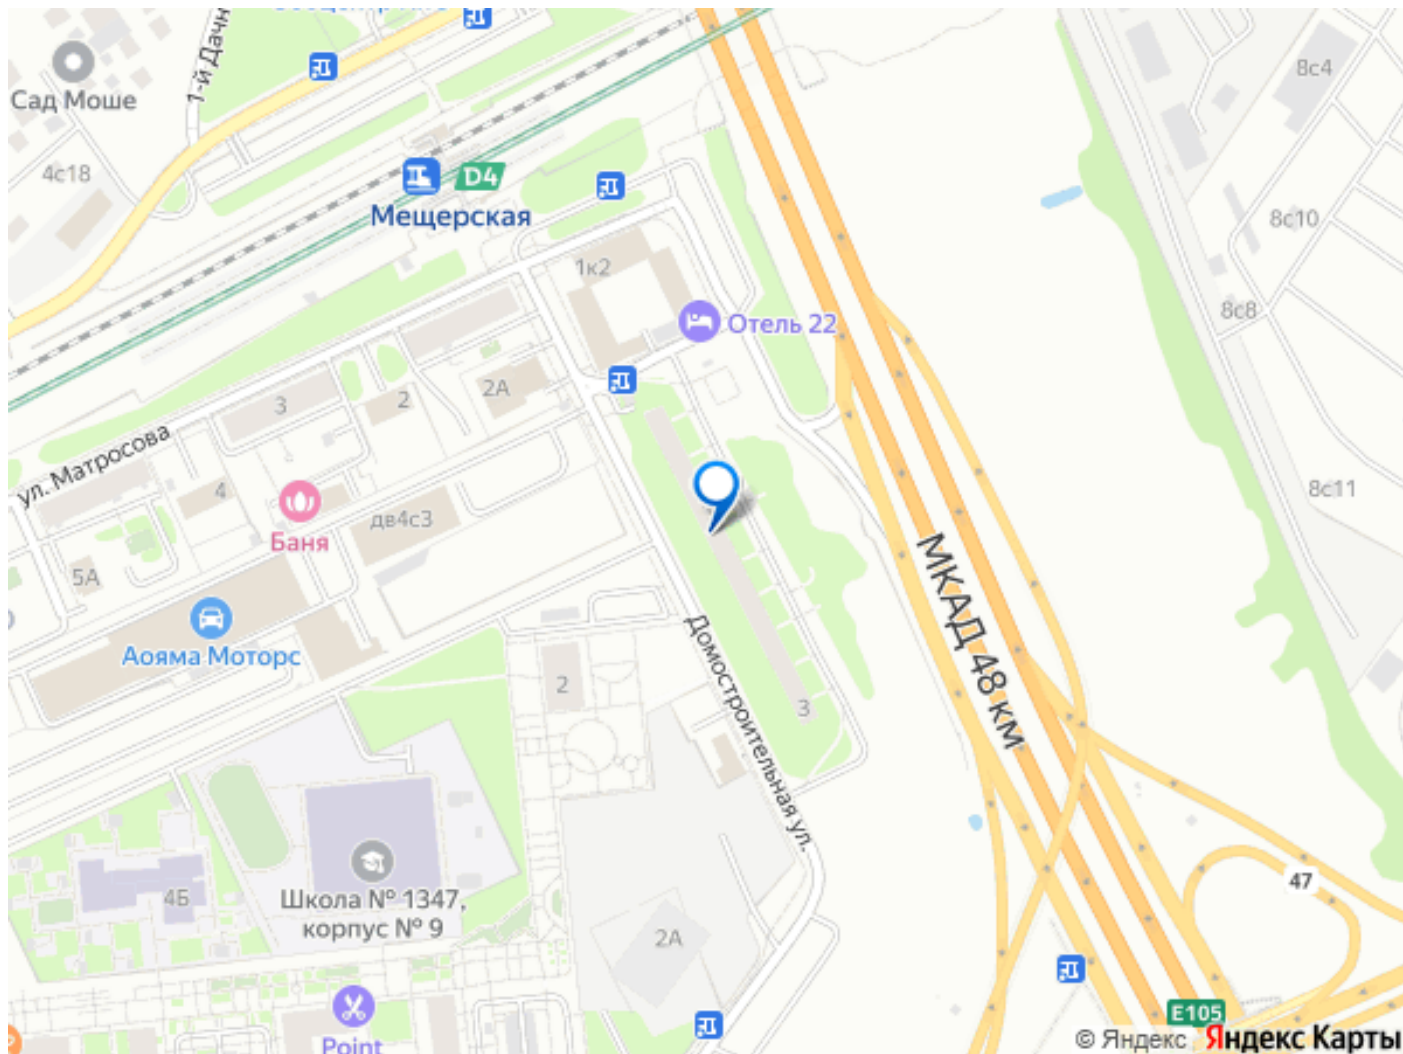 1-й Дачн
Сад Моше
8с4
4с18
D4
Мещерская
8с10
1к2
8с8
Отель 22
2А
3
2
ул. Матросова
4
8с11
дв4с3
Баня
5А
МКАД 48 км
Аояма Моторс
Домостроительная ул.
2
3
4Б
Школа № 1347,
корпус № 9
47
2А
E105
Point
© Яндекс Яндекс Карты